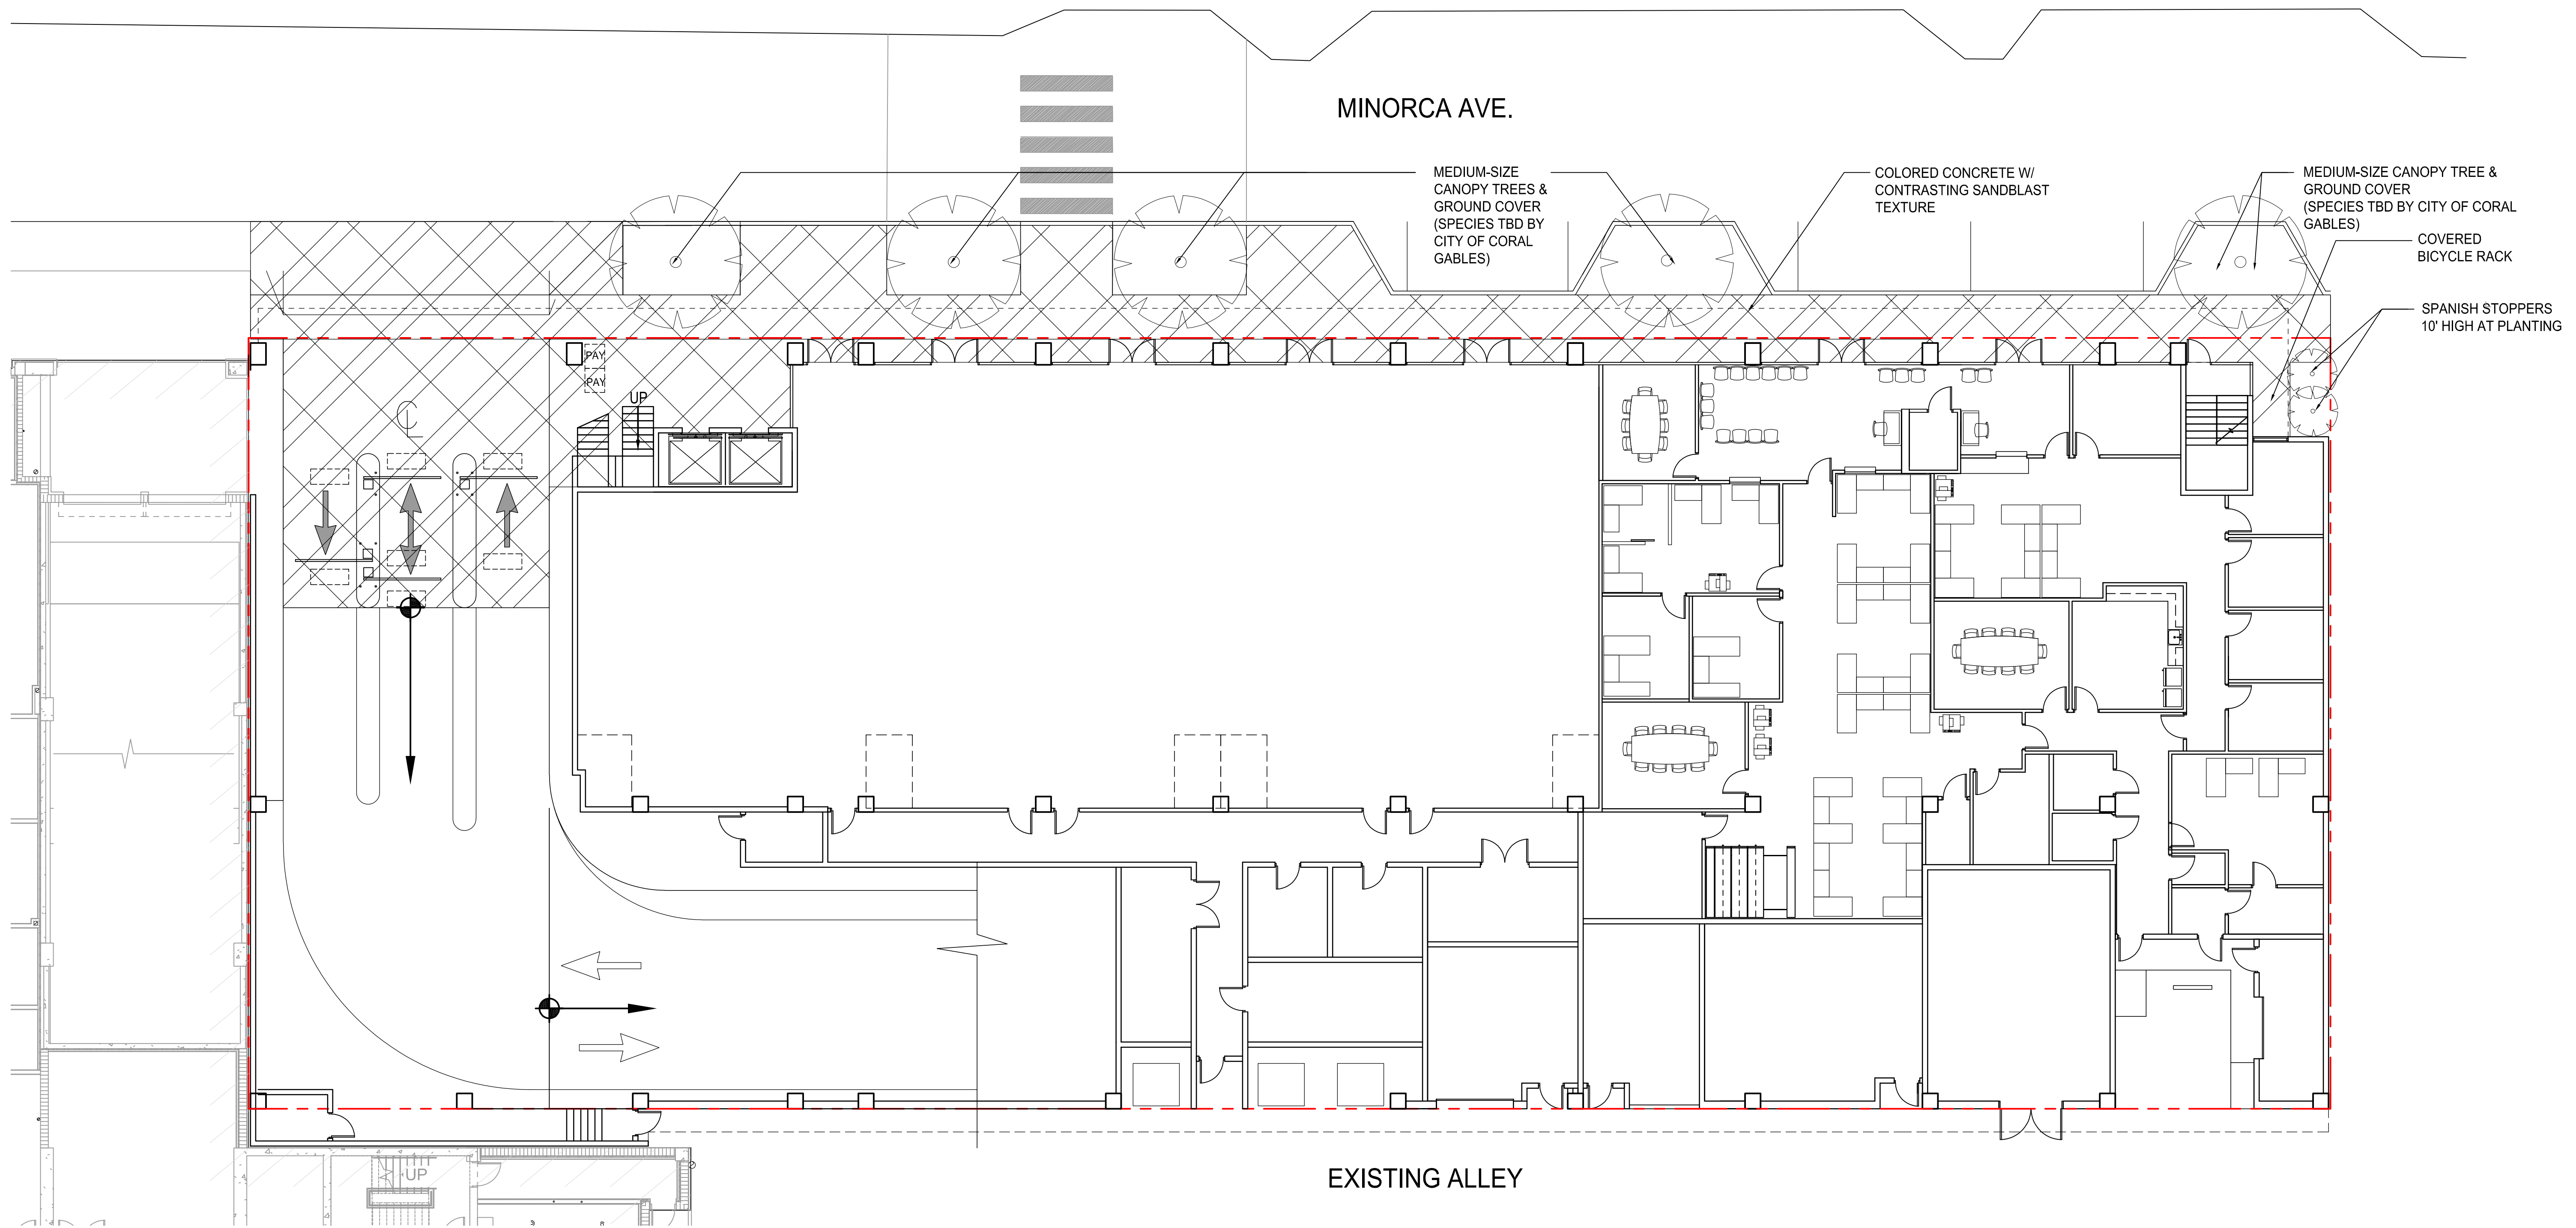 MINORCA AVE.
MEDIUM-SIZE
CANOPY TREES &
GROUND COVER
(SPECIES TBD BY
CITY OF CORAL
GABLES)
COLORED CONCRETE W/
CONTRASTING SANDBLAST
TEXTURE
MEDIUM-SIZE CANOPY TREE &
GROUND COVER
(SPECIES TBD BY CITY OF CORAL
GABLES)
COVERED
BICYCLE RACK
SPANISH STOPPERS
10' HIGH AT PLANTING
PAY
PAY
UP
CL
EXISTING ALLEY
UP